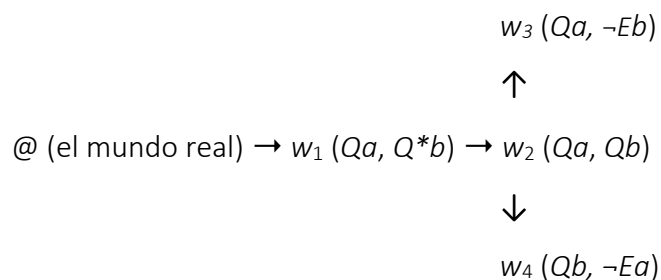 w₃ (Qa, ¬Eb)
↑
@ (el mundo real) → w₁ (Qa, Q*b) → w₂ (Qa, Qb)
↓
w₄ (Qb, ¬Ea)